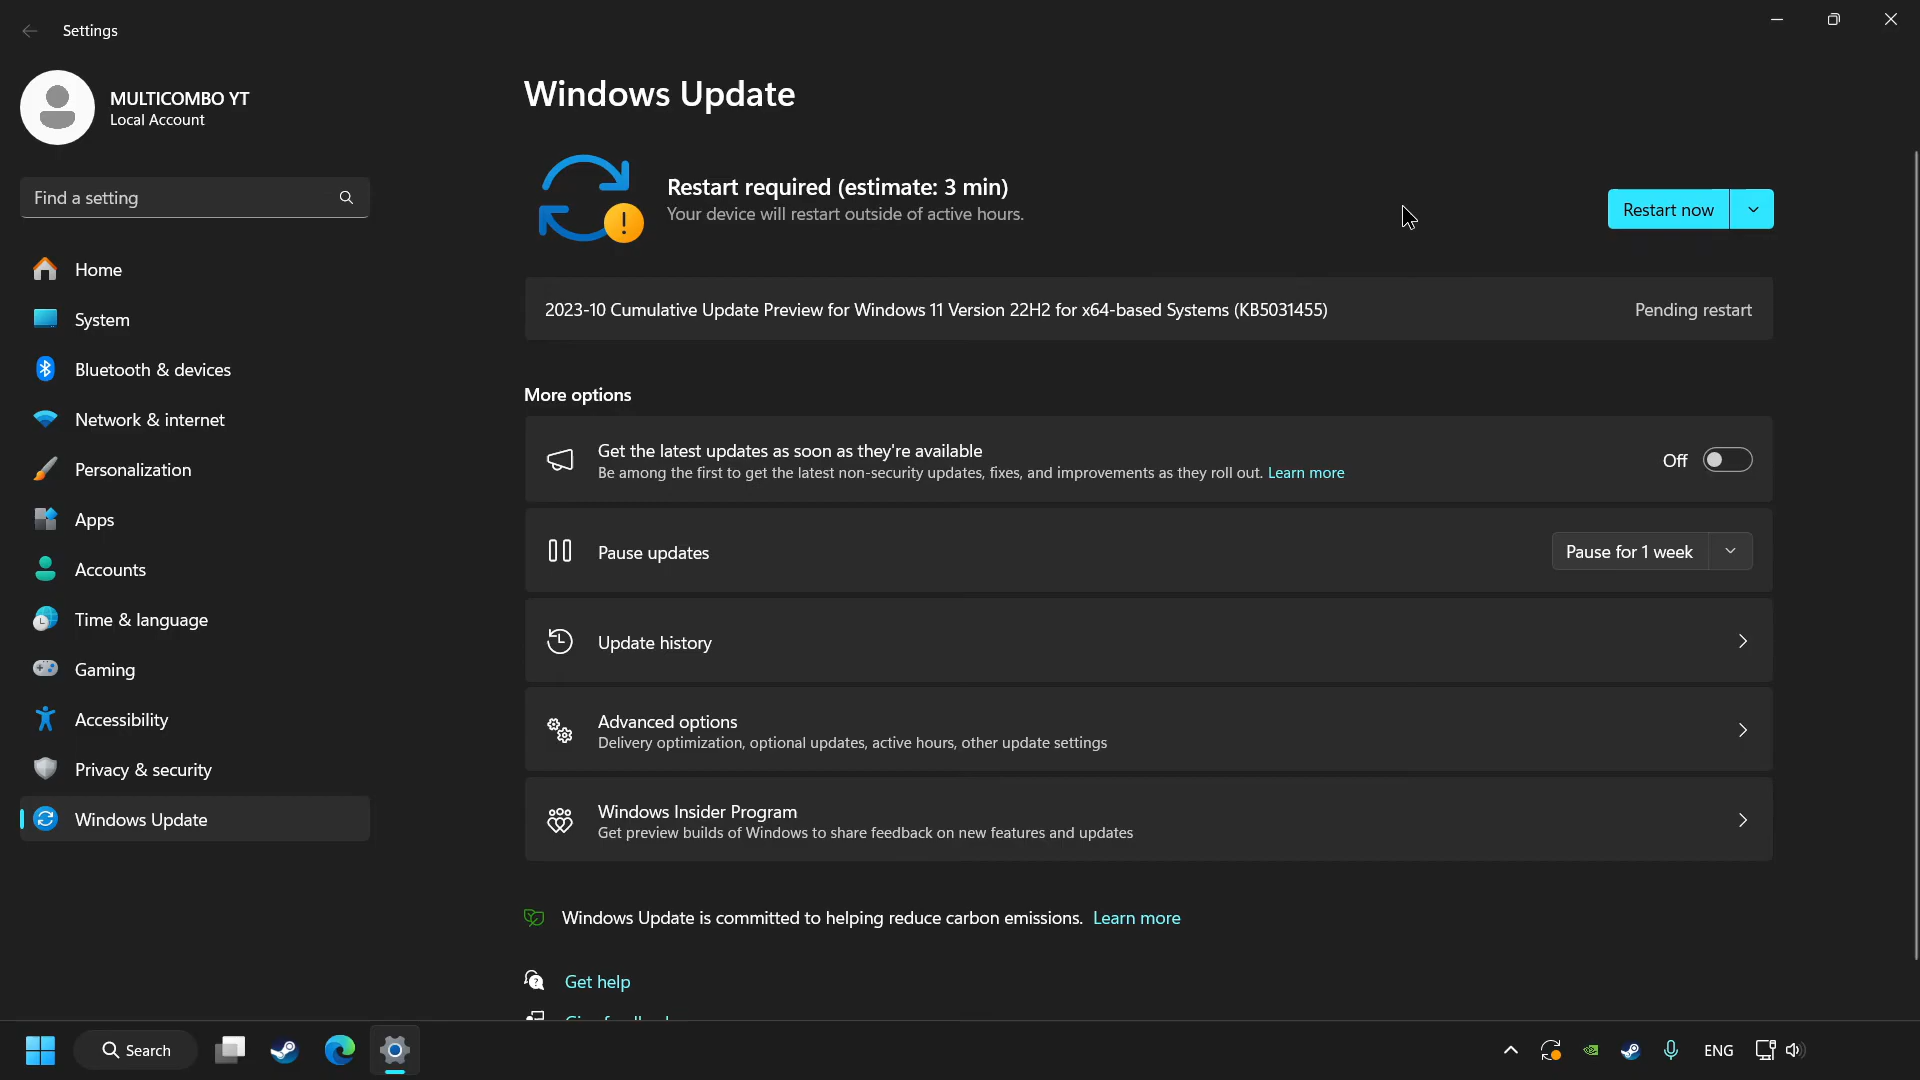 Settings
MULTICOMBO YT
Local Account
Find a setting
Home
System
Bluetooth & devices
Network & internet
Personalization
Apps
Accounts
Time & language
Gaming
Accessibility
Privacy & security
Windows Update
Windows Update
Restart required (estimate: 3 min)
Your device will restart outside of active hours.
Restart now
2023-10 Cumulative Update Preview for Windows 11 Version 22H2 for x64-based Systems (KB5031455)
Pending restart
More options
Get the latest updates as soon as they're available
Be among the first to get the latest non-security updates, fixes, and improvements as they roll out. Learn more
Off
Pause updates
Pause for 1 week
Update history
Advanced options
Delivery optimization, optional updates, active hours, other update settings
Windows Insider Program
Get preview builds of Windows to share feedback on new features and updates
Windows Update is committed to helping reduce carbon emissions. Learn more
Get help
Search
ENG